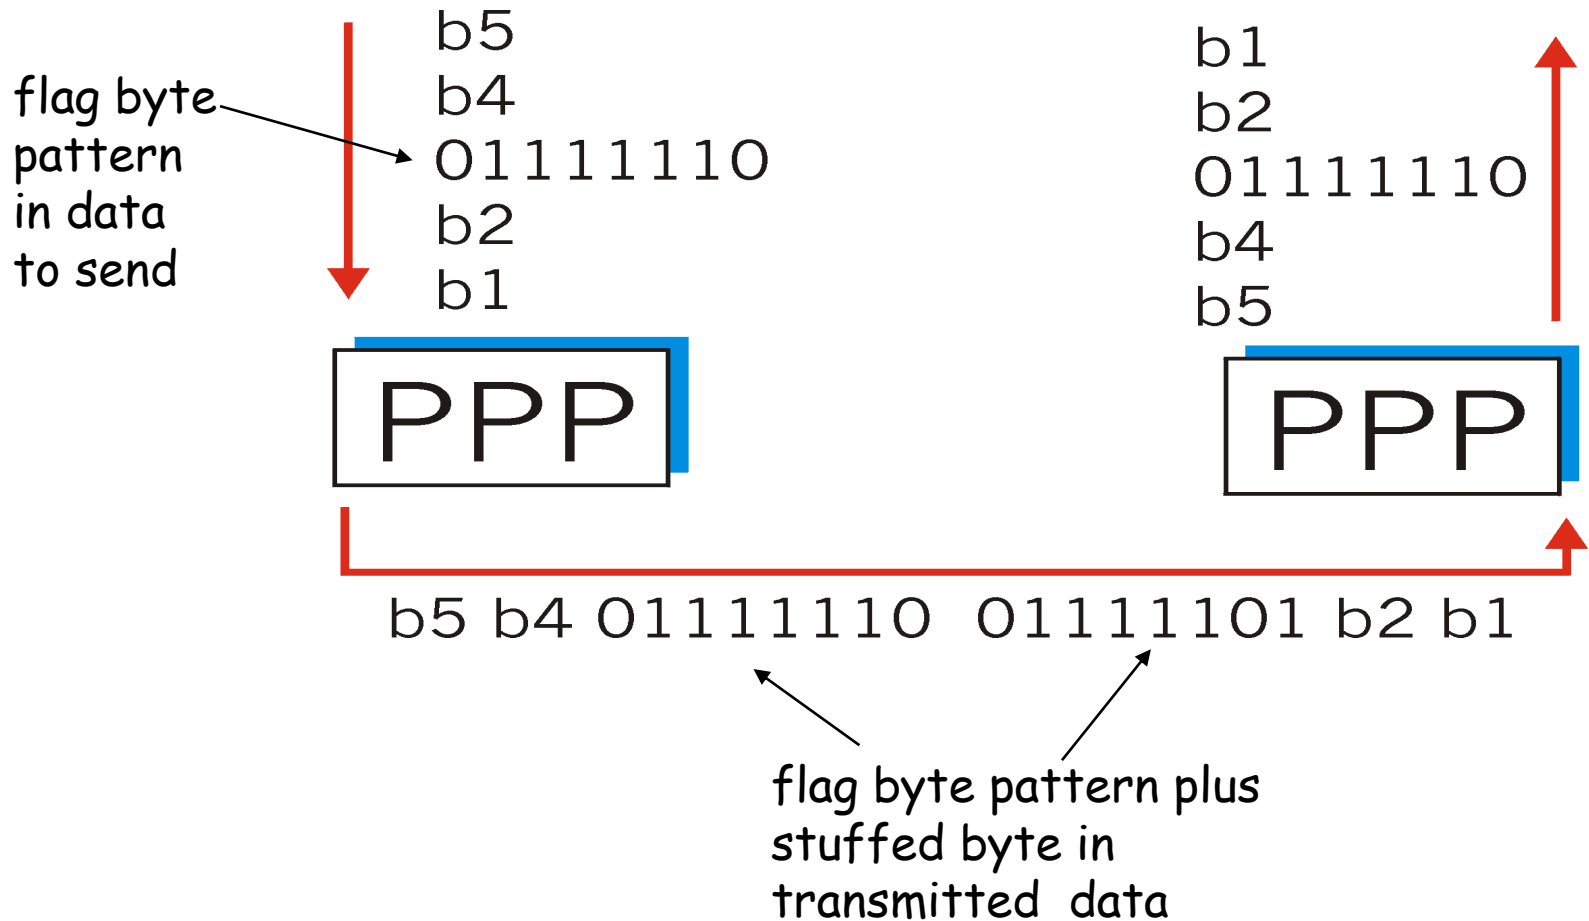 flag byte
pattern
in data
to send
b5
b4
01111110
b2
b1
PPP
b1
b2
01111110
b4
b5
PPP
b5 b4 01111110 01111101 b2 b1
flag byte pattern plus
stuffed byte in
transmitted data